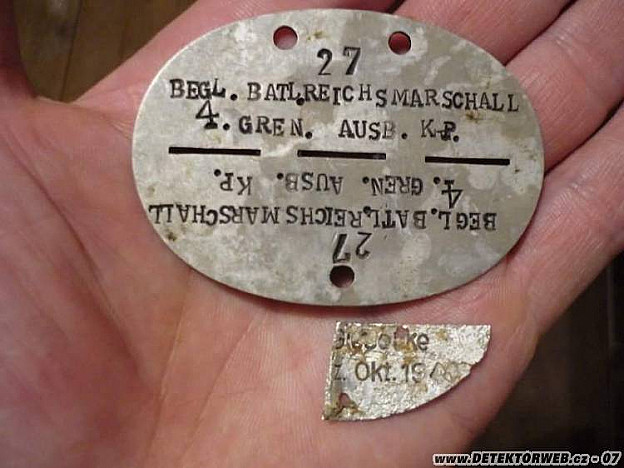 27
BEGL. BATL.REICHSMARSCHALL
4. GREN. AUSB. KP.
4. GREN. AUSB. KP.
BEGL. BATL.REICHSMARSCHALL
27
z. Okt. 19
www.DETEKTORWEB.cz - 07